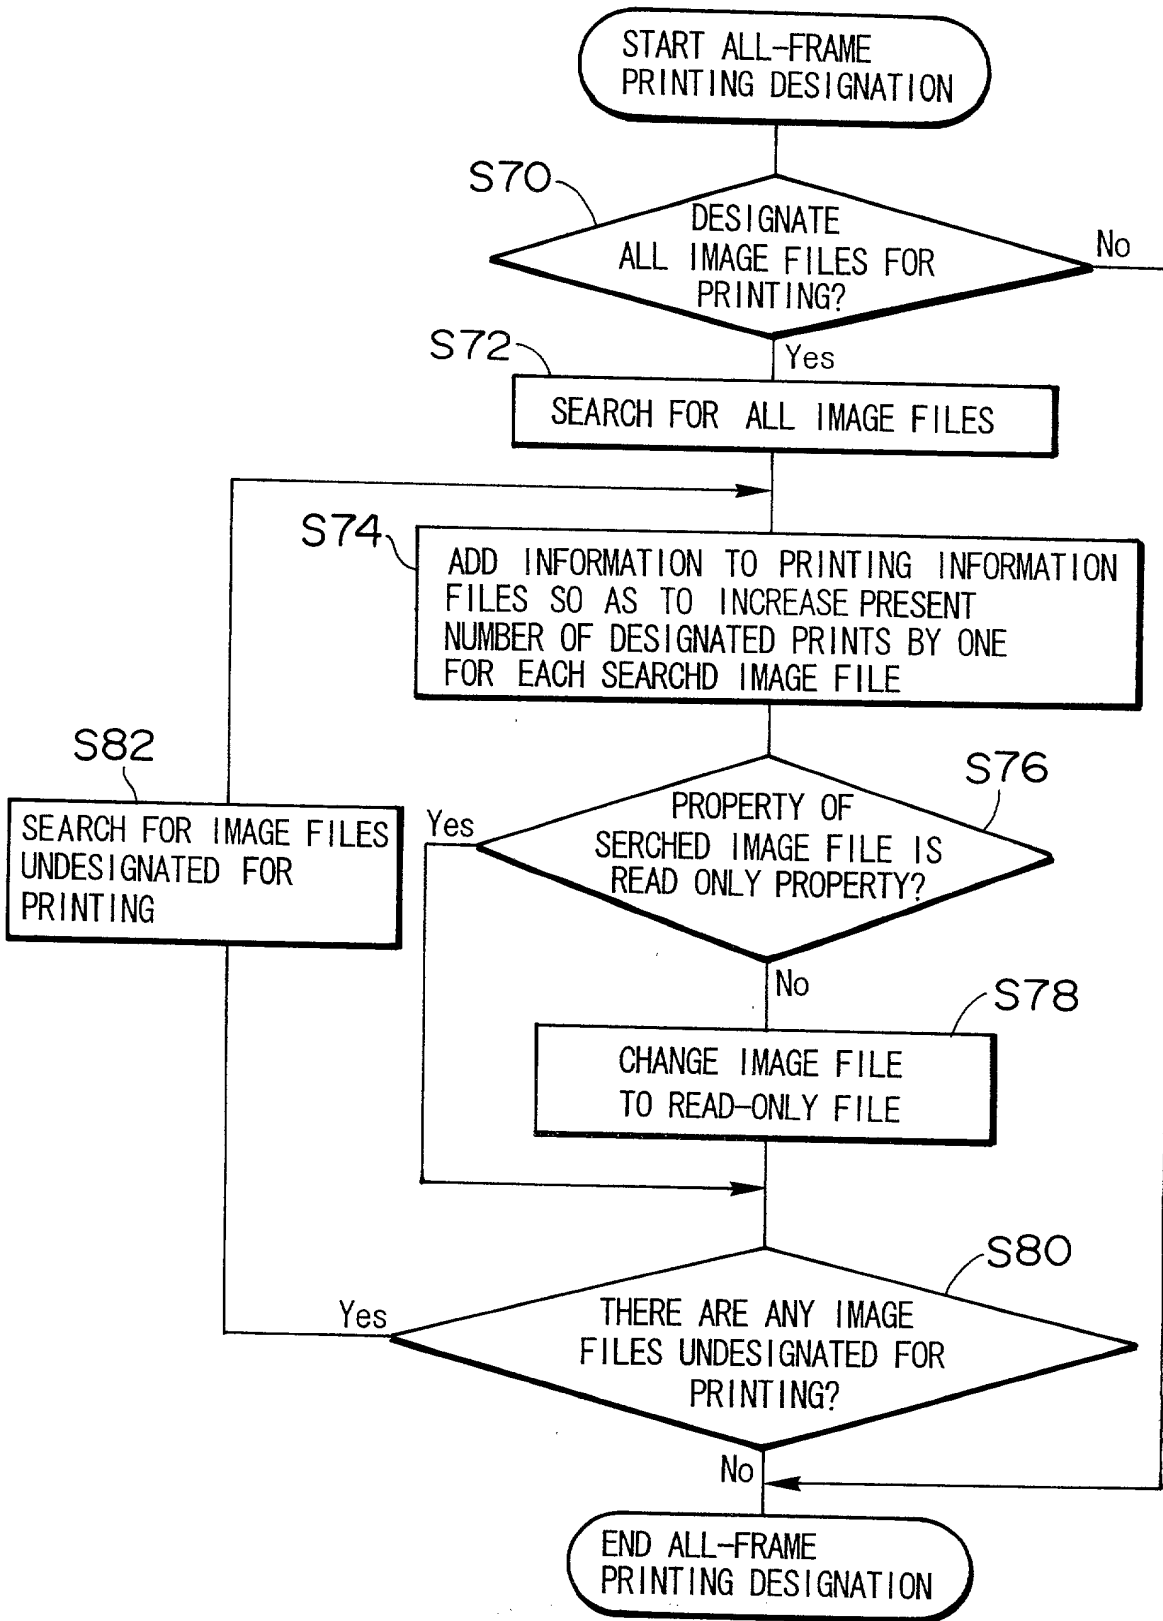 START ALL-FRAME
PRINTING DESIGNATION
S70
DESIGNATE
ALL IMAGE FILES FOR
PRINTING?
No
Yes
S72
SEARCH FOR ALL IMAGE FILES
S74
ADD INFORMATION TO PRINTING INFORMATION
FILES SO AS TO INCREASE PRESENT
NUMBER OF DESIGNATED PRINTS BY ONE
FOR EACH SEARCHD IMAGE FILE
S82
SEARCH FOR IMAGE FILES
UNDESIGNATED FOR
PRINTING
S76
PROPERTY OF
SERCHED IMAGE FILE IS
READ ONLY PROPERTY?
Yes
No
S78
CHANGE IMAGE FILE
TO READ-ONLY FILE
S80
THERE ARE ANY IMAGE
FILES UNDESIGNATED FOR
PRINTING?
Yes
No
END ALL-FRAME
PRINTING DESIGNATION